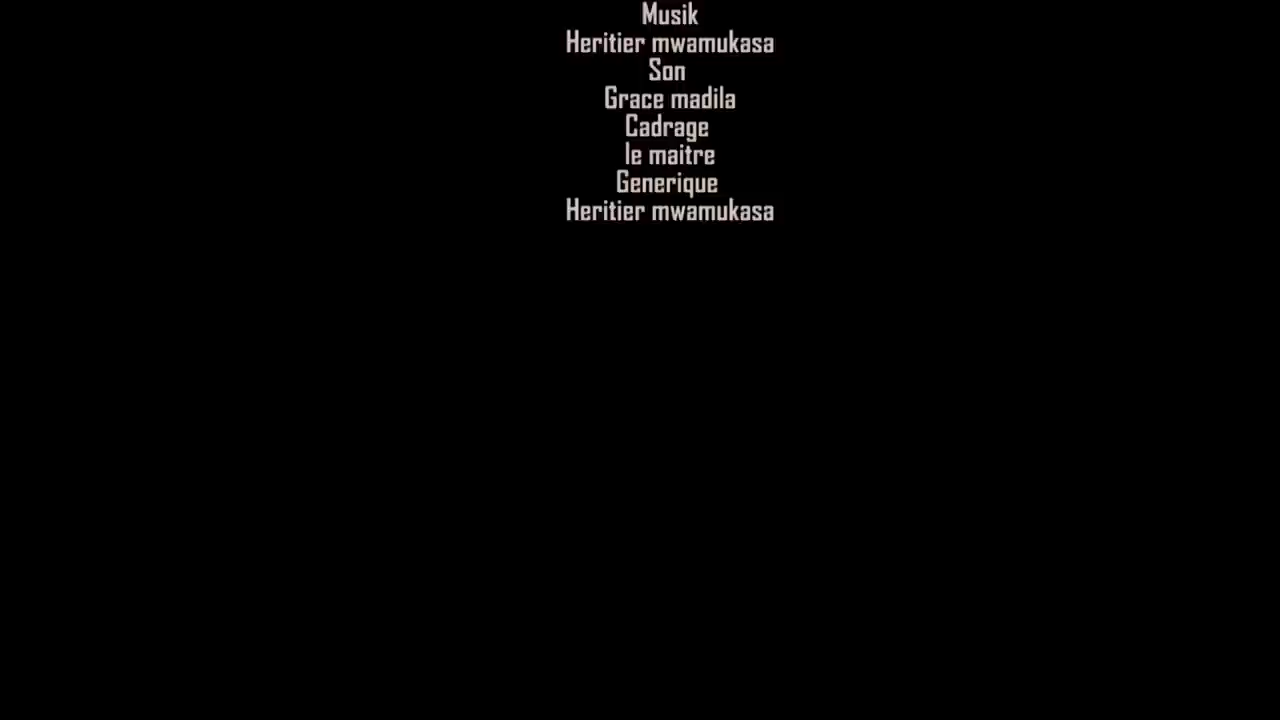 Musik
Heritier mwamukasa
Son
Grace madila
Cadrage
le maitre
Generique
Heritier mwamukasa